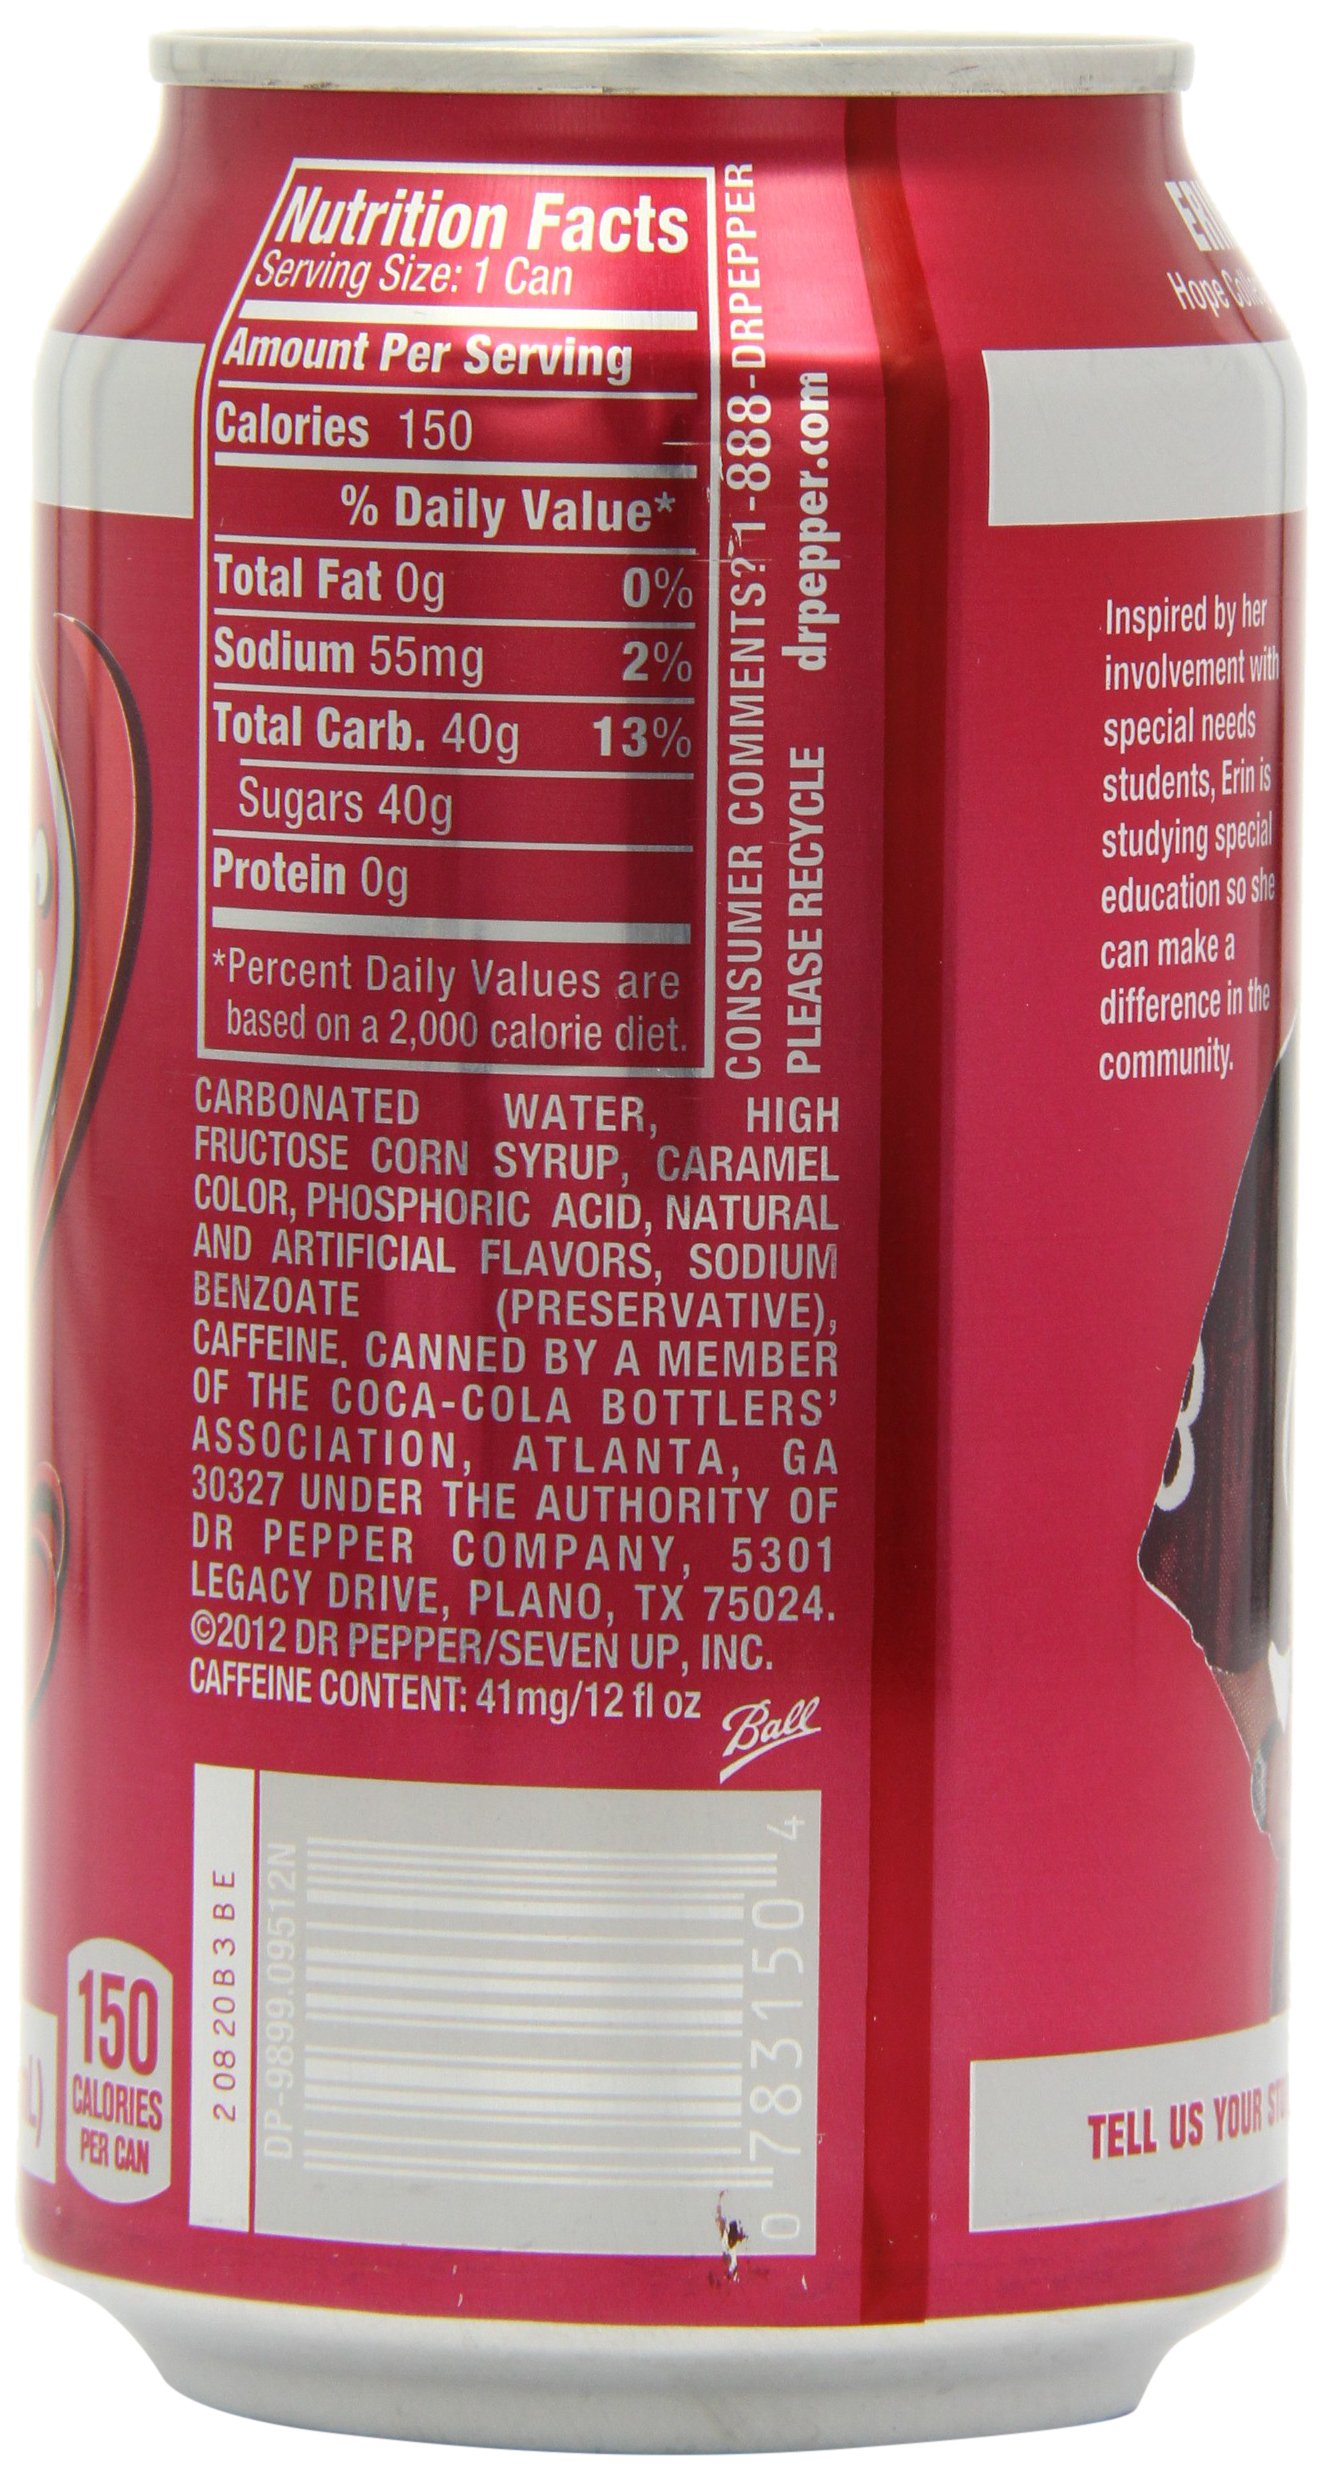 Nutrition Facts
Serving Size: 1 Can
Amount Per Serving
Calories 150
% Daily Value*
Total Fat 0g 0%
Sodium 55mg 2%
Total Carb. 40g 13%
Sugars 40g
Protein 0g
*Percent Daily Values are
based on a 2,000 calorie diet.
CONSUMER COMMENTS? 1-888-DRPEPPER
PLEASE RECYCLE drpepper.com
CARBONATED WATER, HIGH
FRUCTOSE CORN SYRUP, CARAMEL
COLOR, PHOSPHORIC ACID, NATURAL
AND ARTIFICIAL FLAVORS, SODIUM
BENZOATE (PRESERVATIVE),
CAFFEINE. CANNED BY A MEMBER
OF THE COCA-COLA BOTTLERS'
ASSOCIATION, ATLANTA, GA
30327 UNDER THE AUTHORITY OF
DR PEPPER COMPANY, 5301
LEGACY DRIVE, PLANO, TX 75024.
©2012 DR PEPPER/SEVEN UP, INC.
CAFFEINE CONTENT: 41mg/12 fl oz
Ball
20820B3BE
DP-9899.09512N
0 78315 0 4
150
CALORIES
PER CAN
L)
Hope
Inspired by her
involvement with
special needs
students, Erin is
studying special
education so she
can make a
difference in the
community.
TELL US YOUR